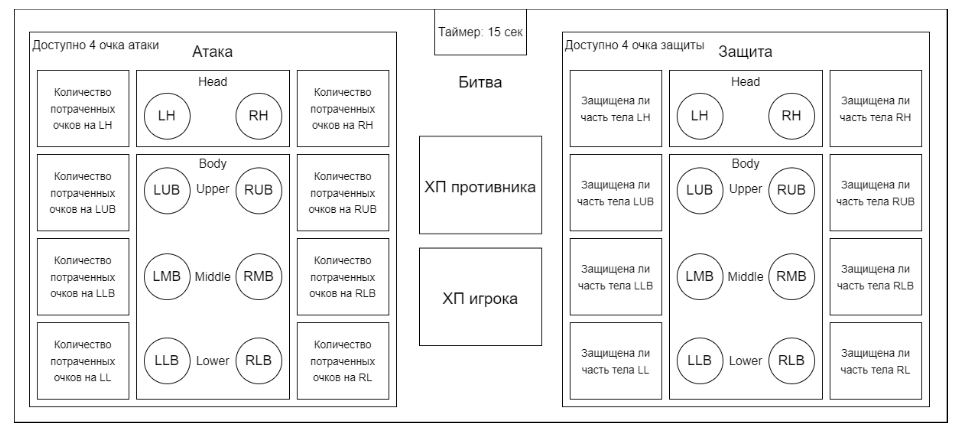 Таймер: 15 сек
Битва
ХП противника
ХП игрока
Доступно 4 очка атаки
Атака
Количество
потраченных
очков на LH
Head
LH
RH
Количество
потраченных
очков на RH
Количество
потраченных
очков на LUB
Body
LUB
Upper
RUB
Количество
потраченных
очков на RUB
Количество
потраченных
очков на LLB
LMB
Middle
RMB
Количество
потраченных
очков на RLB
Количество
потраченных
очков на LL
LLB
Lower
RLB
Количество
потраченных
очков на RL
Доступно 4 очка защиты
Защита
Защищена ли
часть тела LH
Head
LH
RH
Защищена ли
часть тела RH
Защищена ли
часть тела LUB
Body
LUB
Upper
RUB
Защищена ли
часть тела RUB
Защищена ли
часть тела LLB
LMB
Middle
RMB
Защищена ли
часть тела RLB
Защищена ли
часть тела LL
LLB
Lower
RLB
Защищена ли
часть тела RL